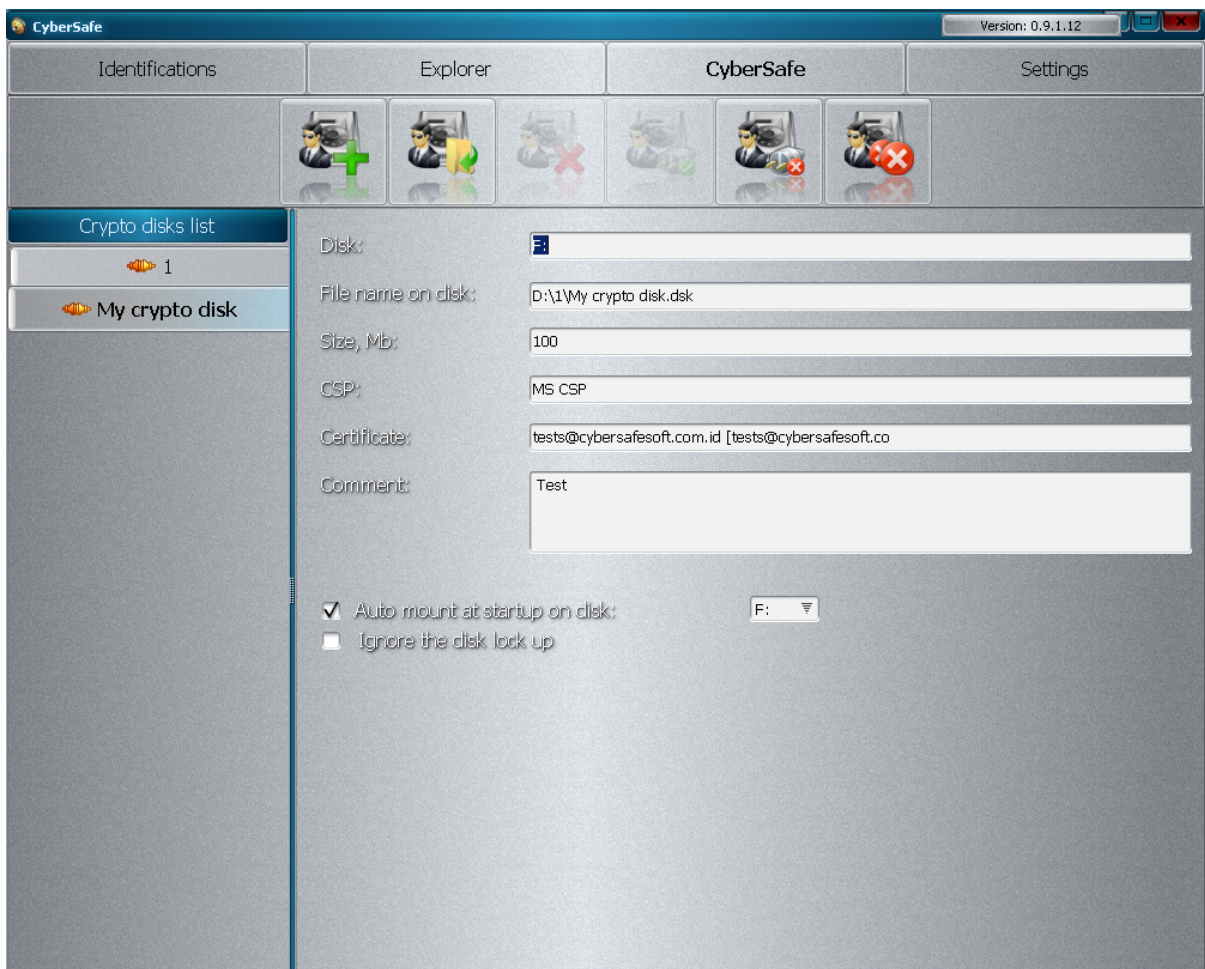 CyberSafe
Version: 0.9.1.12
Identifications
Explorer
CyberSafe
Settings
Crypto disks list
1
My crypto disk
Disk: F:
File name on disk: D:\1\My crypto disk.dsk
Size, Mb: 100
CSP: MS CSP
Certificate: tests@cybersafesoft.com.id [tests@cybersafesoft.co
Comment: Test
Auto mount at startup on disk: F:
Ignore the disk lock up